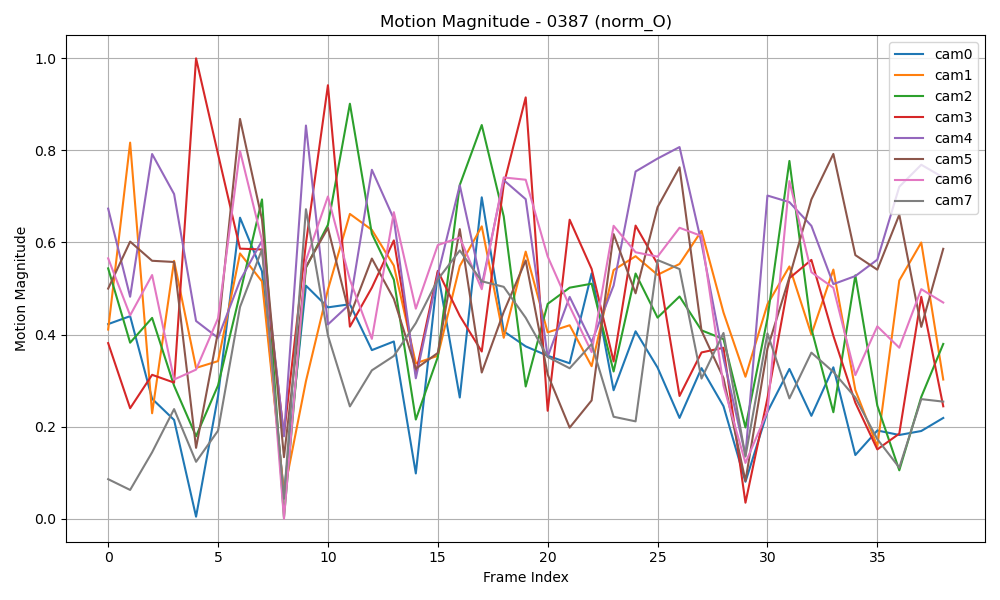 Motion Magnitude - 0387 (norm_O)
Motion Magnitude
1.0
0.8
0.6
0.4
0.2
0.0
cam0
cam1
cam2
cam3
cam4
cam5
cam6
cam7
0 5 10 15 20 25 30 35
Frame Index